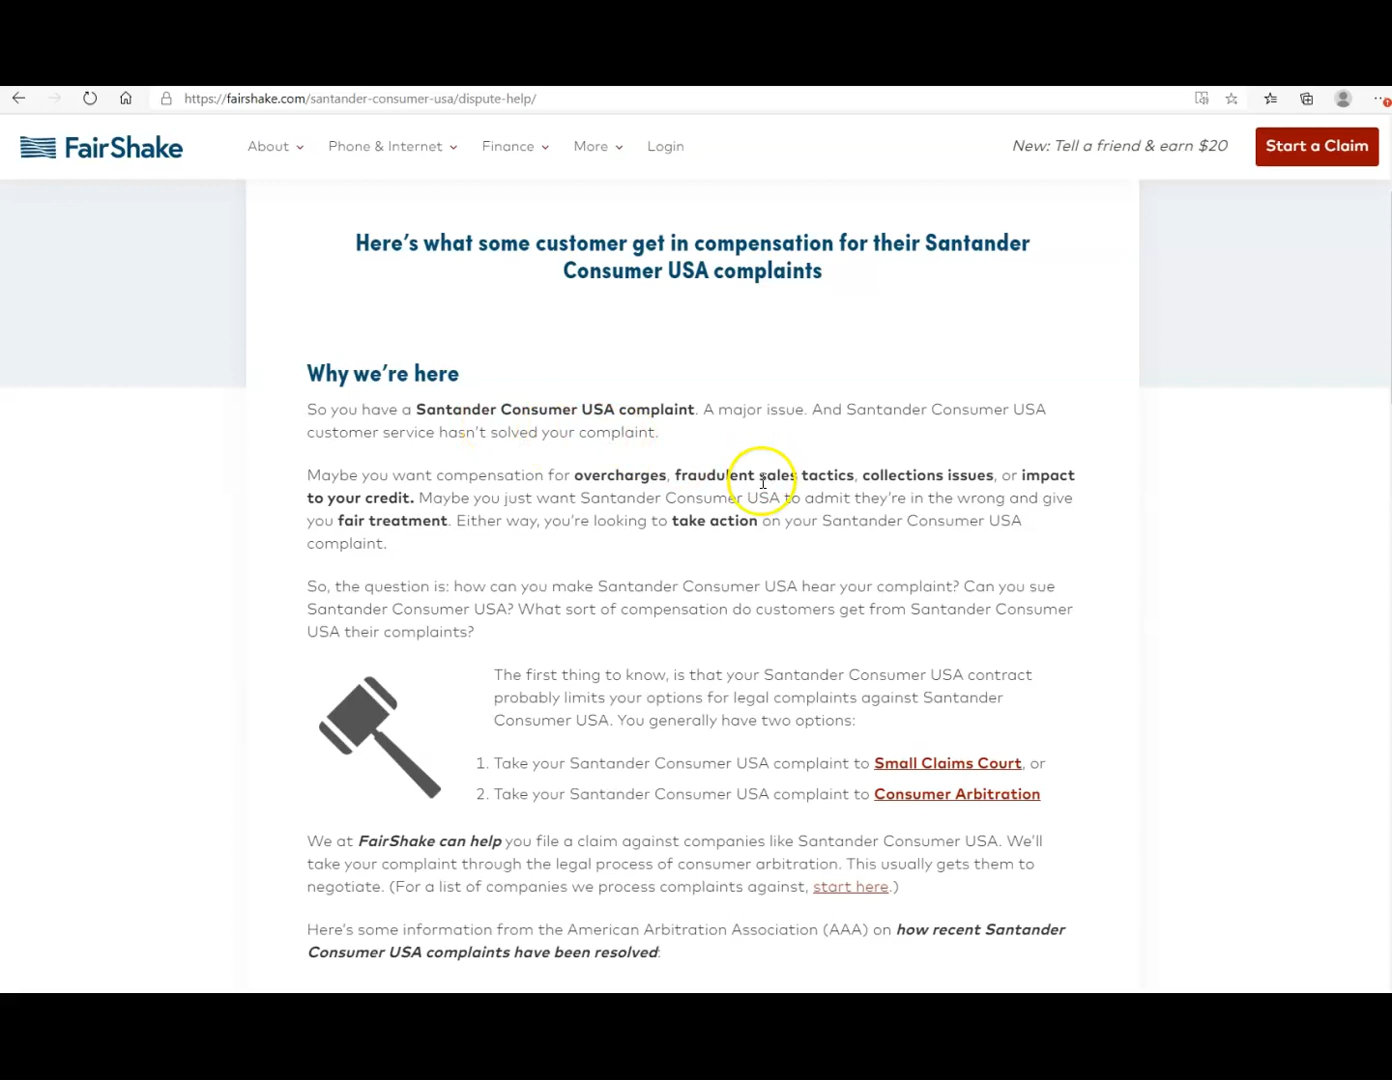 https://fairshake.com/santander-consumer-usa/dispute-help/
FairShake
About
Phone & Internet
Finance
More
Login
New: Tell a friend & earn $20
Start a Claim
Here's what some customer get in compensation for their Santander
Consumer USA complaints
Why we're here
So you have a Santander Consumer USA complaint. A major issue. And Santander Consumer USA
customer service hasn't solved your complaint.
Maybe you want compensation for overcharges, fraudulent sales tactics, collections issues, or impact
to your credit. Maybe you just want Santander Consumer USA to admit they're in the wrong and give
you fair treatment. Either way, you're looking to take action on your Santander Consumer USA
complaint.
So, the question is: how can you make Santander Consumer USA hear your complaint? Can you sue
Santander Consumer USA? What sort of compensation do customers get from Santander Consumer
USA their complaints?
The first thing to know, is that your Santander Consumer USA contract
probably limits your options for legal complaints against Santander
Consumer USA. You generally have two options:
1. Take your Santander Consumer USA complaint to Small Claims Court, or
2. Take your Santander Consumer USA complaint to Consumer Arbitration
We at FairShake can help you file a claim against companies like Santander Consumer USA. We'll
take your complaint through the legal process of consumer arbitration. This usually gets them to
negotiate. (For a list of companies we process complaints against, start here.)
Here's some information from the American Arbitration Association (AAA) on how recent Santander
Consumer USA complaints have been resolved: